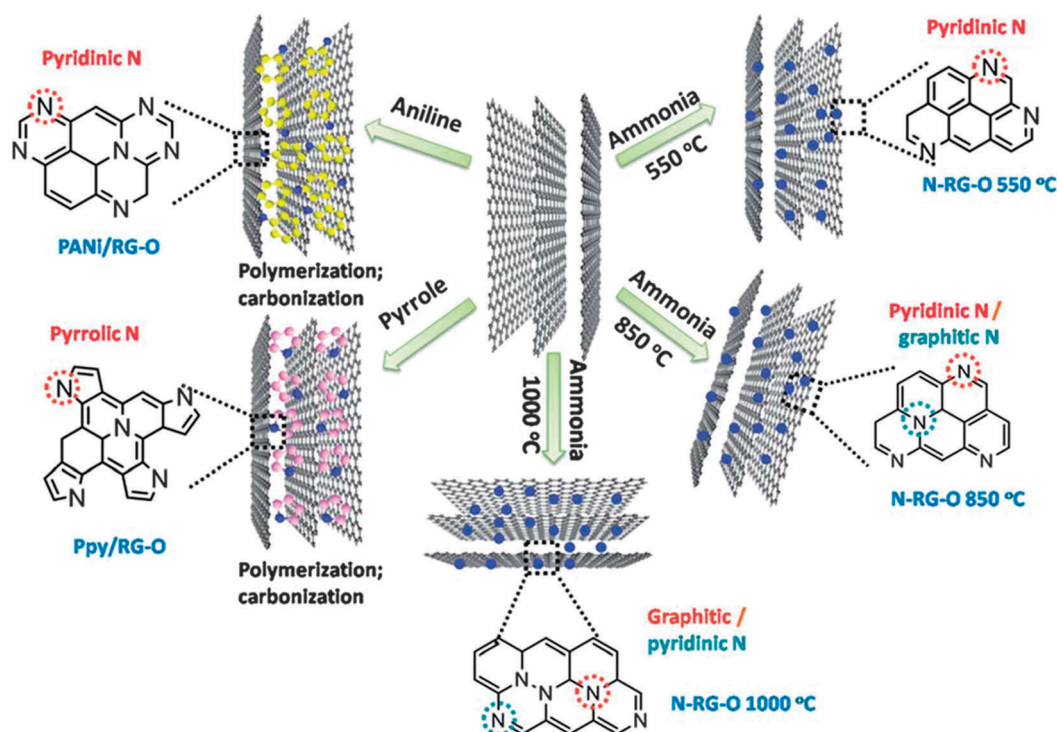 Pyridinic N
N
N
N
N
N
PANi/RG-O
Aniline
Polymerization;
carbonization
Ammonia
550 °C
Pyridinic N
N
N
N
N-RG-O 550 °C
Pyrrolic N
N
N
N
N
Ppy/RG-O
Pyrrole
Polymerization;
carbonization
Ammonia
850 °C
Pyridinic N /
graphitic N
N
N
N
N
N-RG-O 850 °C
Ammonia
1000 °C
Graphitic /
pyridinic N
N
N
N
N
N
N-RG-O 1000 °C